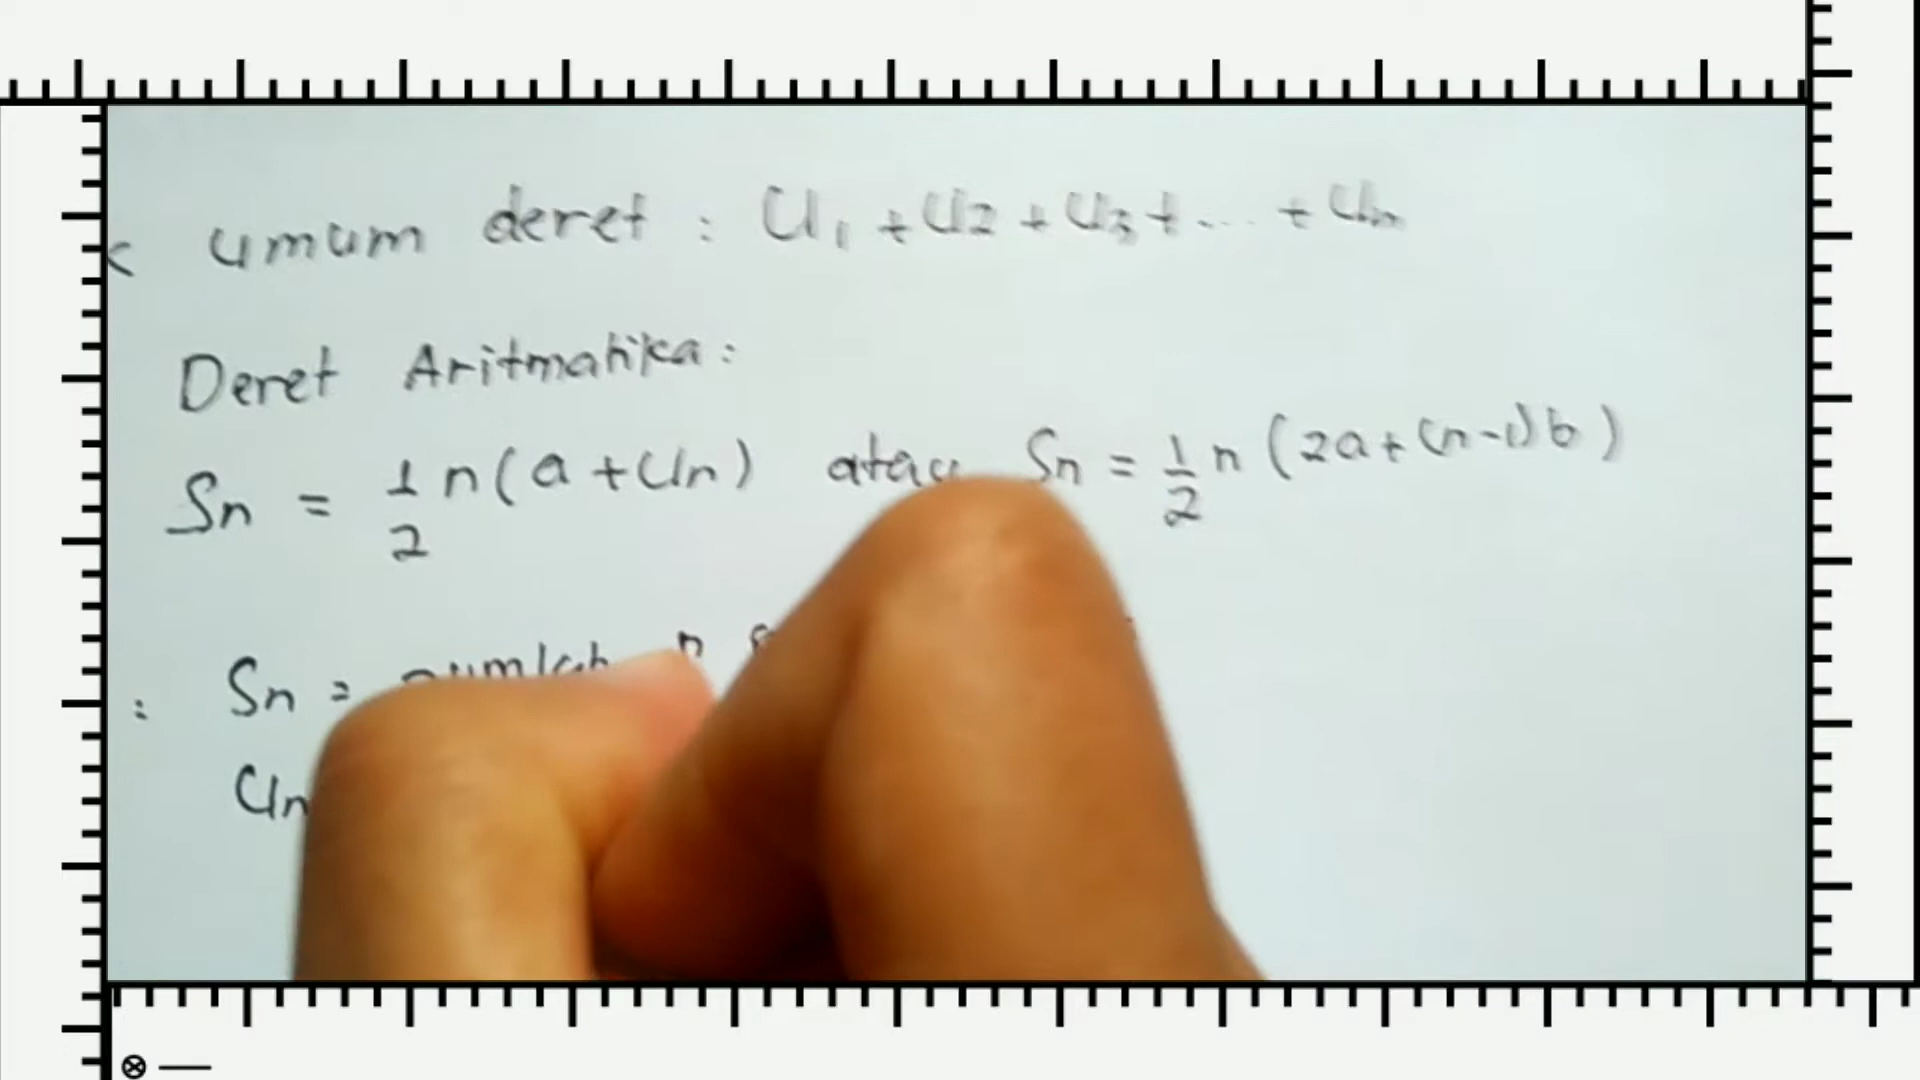 umum deret : U1 + U2 + U3 + ... + Un
Deret Aritmatika :
Sn = 1/2 n (a + Un) atau Sn = 1/2 n (2a + (n-1) b )
: Sn = Jumlah n
Un